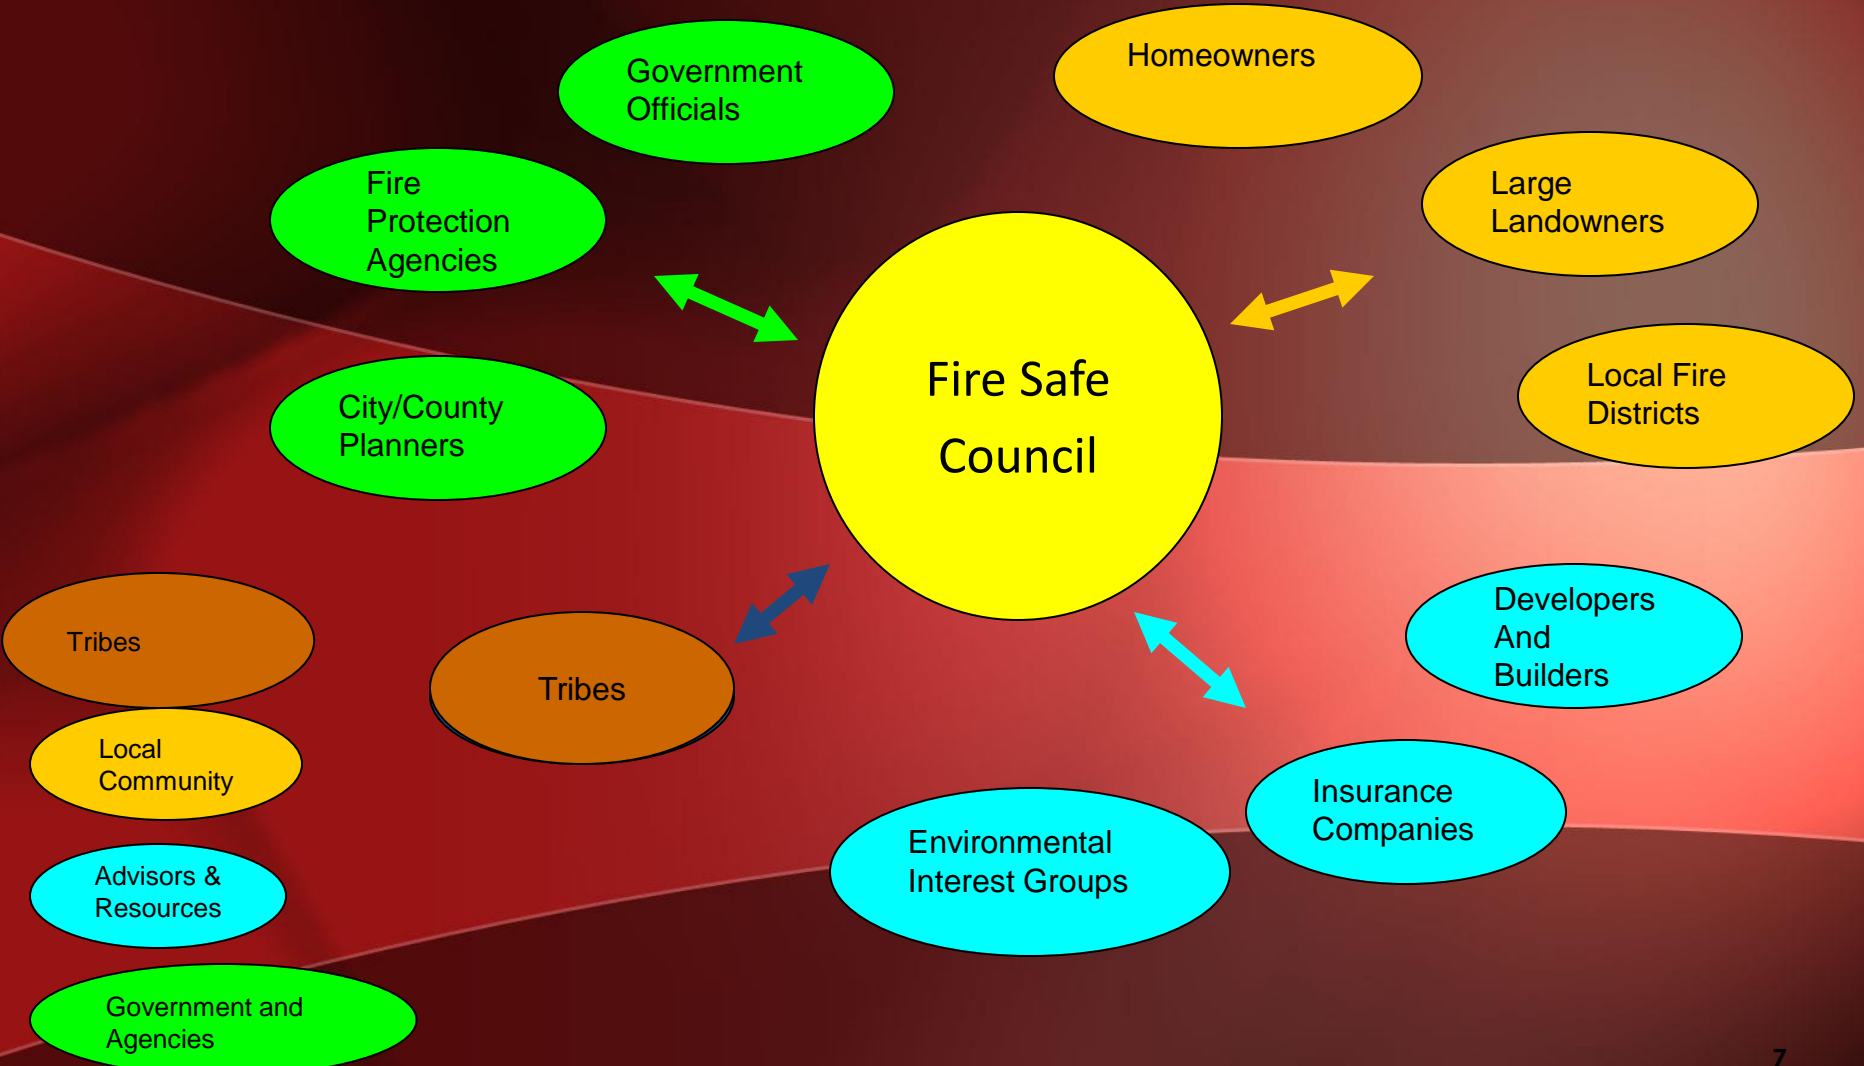 Government
Officials
Homeowners
Fire
Protection
Agencies
Large
Landowners
Fire Safe
Council
City/County
Planners
Local Fire
Districts
Tribes
Tribes
Developers
And
Builders
Local
Community
Environmental
Interest Groups
Insurance
Companies
Advisors &
Resources
Government and
Agencies
7